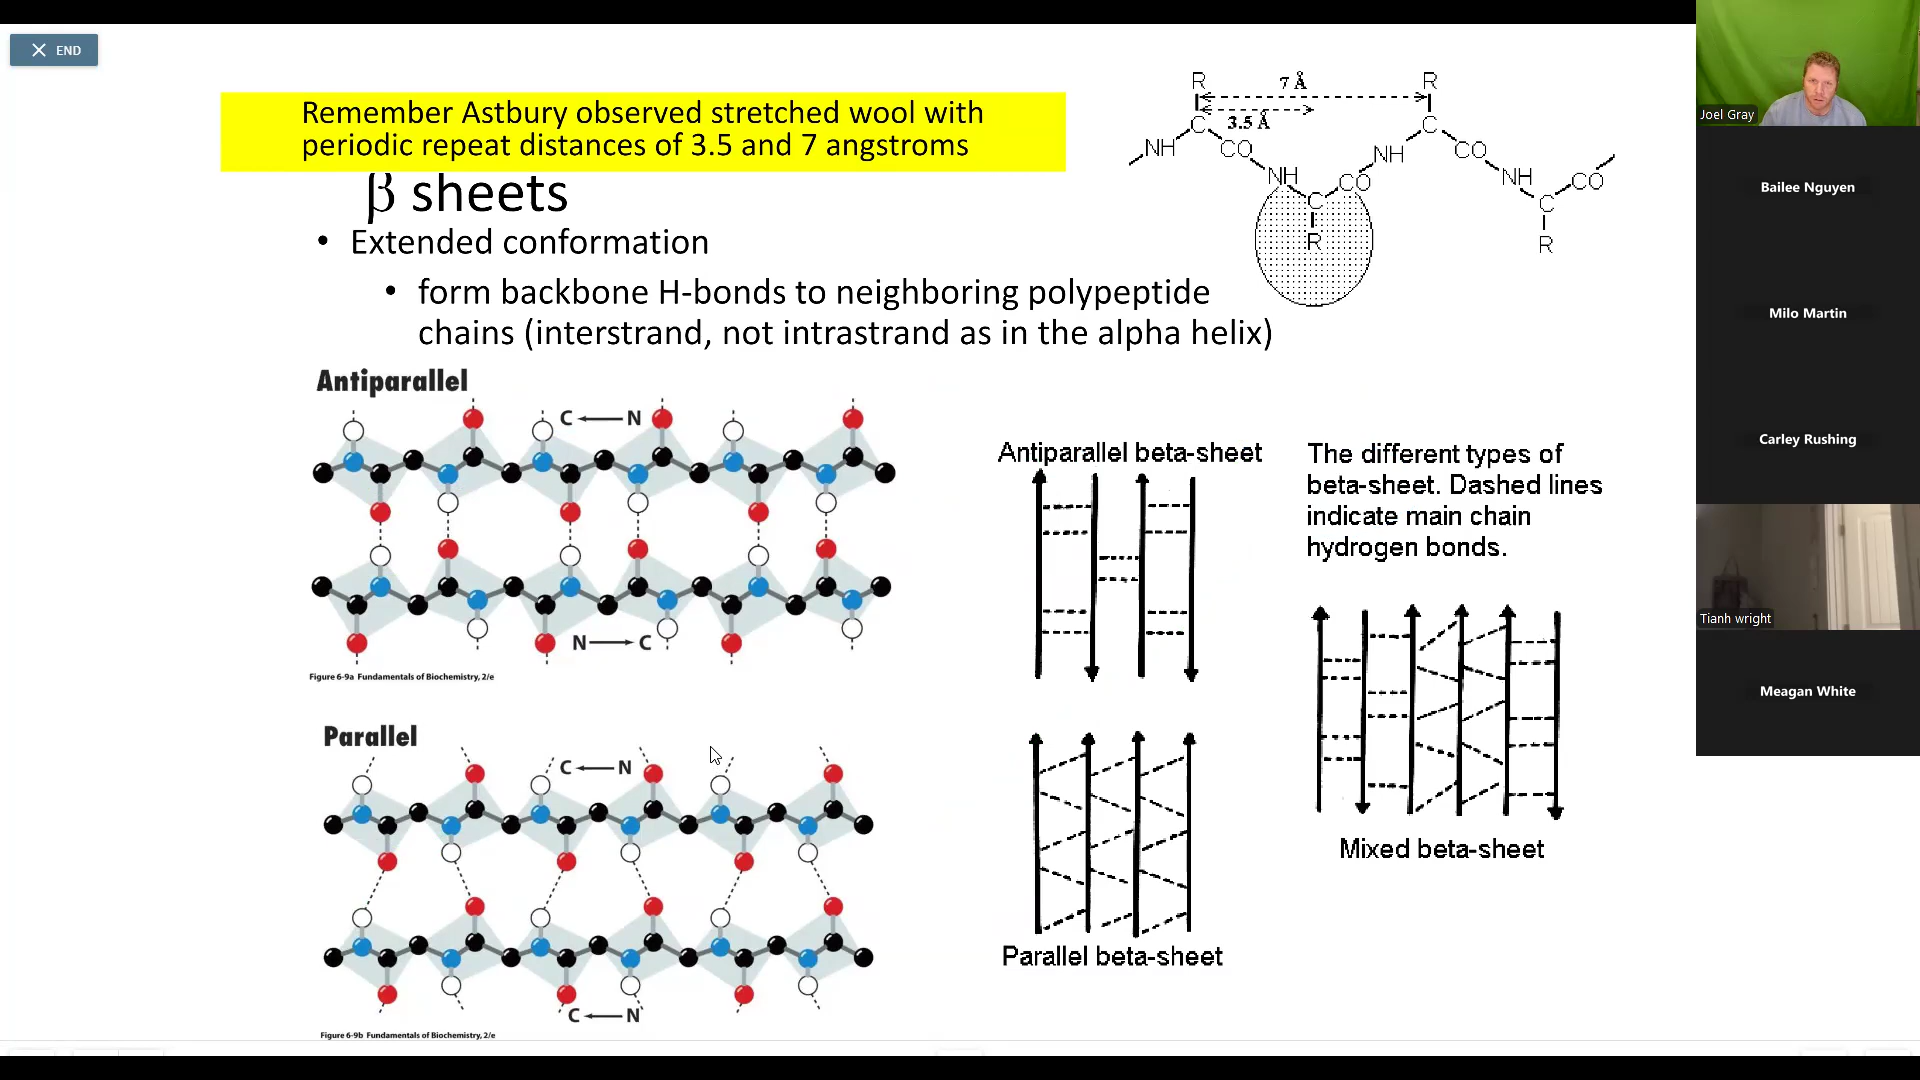 END
Remember Astbury observed stretched wool with
periodic repeat distances of 3.5 and 7 angstroms
β sheets
• Extended conformation
• form backbone H-bonds to neighboring polypeptide
chains (interstrand, not intrastrand as in the alpha helix)
R 7 Å R
3.5 Å
C C
NH CO NH CO
NH CO NH CO
C C
R R
Antiparallel
C N
N C
Figure 6-9a Fundamentals of Biochemistry, 2/e
Parallel
C N
C N
Figure 6-9b Fundamentals of Biochemistry, 2/e
Antiparallel beta-sheet
Parallel beta-sheet
The different types of
beta-sheet. Dashed lines
indicate main chain
hydrogen bonds.
Mixed beta-sheet
Joel Gray
Bailee Nguyen
Milo Martin
Carley Rushing
Tianh wright
Meagan White